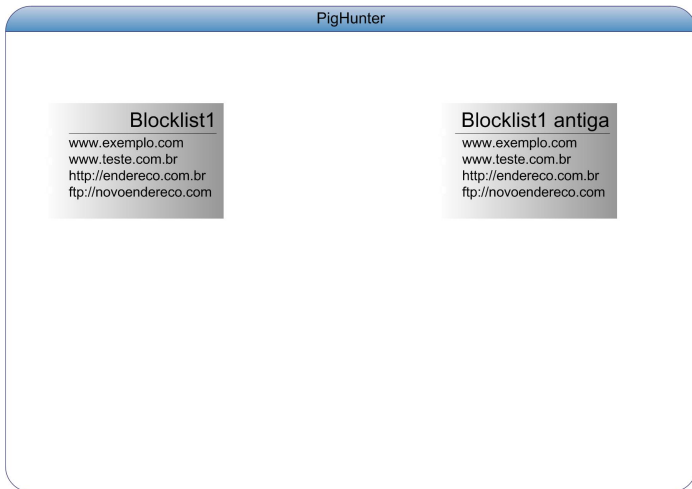 PigHunter
Blocklist1
www.exemplo.com
www.teste.com.br
http://endereco.com.br
ftp://novoendereco.com
Blocklist1 antiga
www.exemplo.com
www.teste.com.br
http://endereco.com.br
ftp://novoendereco.com